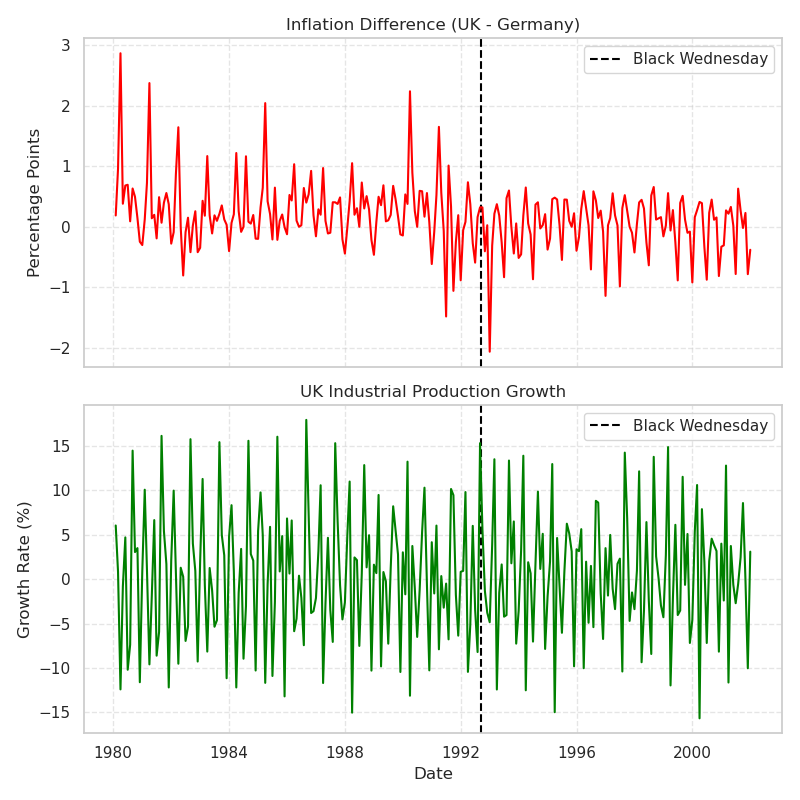 Inflation Difference (UK - Germany)
3
2
1
0
−1
−2
Percentage Points
Black Wednesday
UK Industrial Production Growth
15
10
5
0
−5
−10
−15
Growth Rate (%)
Black Wednesday
1980 1984 1988 1992 1996 2000
Date